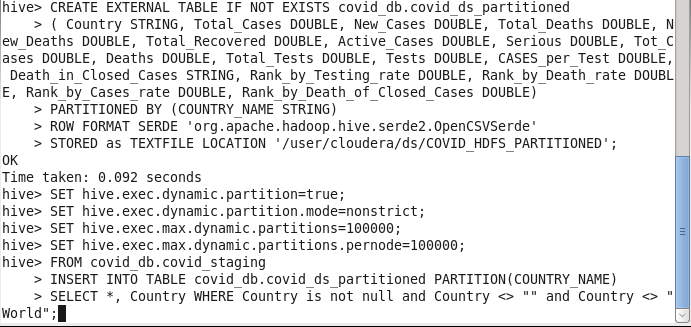 hive> CREATE EXTERNAL TABLE IF NOT EXISTS covid_db.covid_ds_partitioned
    > ( Country STRING, Total_Cases DOUBLE, New_Cases DOUBLE, Total_Deaths DOUBLE, N
ew_Deaths DOUBLE, Total_Recovered DOUBLE, Active_Cases DOUBLE, Serious DOUBLE, Tot_C
ases DOUBLE, Deaths DOUBLE, Total_Tests DOUBLE, Tests DOUBLE, CASES_per_Test DOUBLE,
 Death_in_Closed_Cases STRING, Rank_by_Testing_rate DOUBLE, Rank_by_Death_rate DOUBL
E, Rank_by_Cases_rate DOUBLE, Rank_by_Death_of_Closed_Cases DOUBLE)
    > PARTITIONED BY (COUNTRY_NAME STRING)
    > ROW FORMAT SERDE 'org.apache.hadoop.hive.serde2.OpenCSVSerde'
    > STORED as TEXTFILE LOCATION '/user/cloudera/ds/COVID_HDFS_PARTITIONED';
OK
Time taken: 0.092 seconds
hive> SET hive.exec.dynamic.partition=true;
hive> SET hive.exec.dynamic.partition.mode=nonstrict;
hive> SET hive.exec.max.dynamic.partitions=100000;
hive> SET hive.exec.max.dynamic.partitions.pernode=100000;
hive> FROM covid_db.covid_staging
    > INSERT INTO TABLE covid_db.covid_ds_partitioned PARTITION(COUNTRY_NAME)
    > SELECT *, Country WHERE Country is not null and Country <> "" and Country <> "
World";